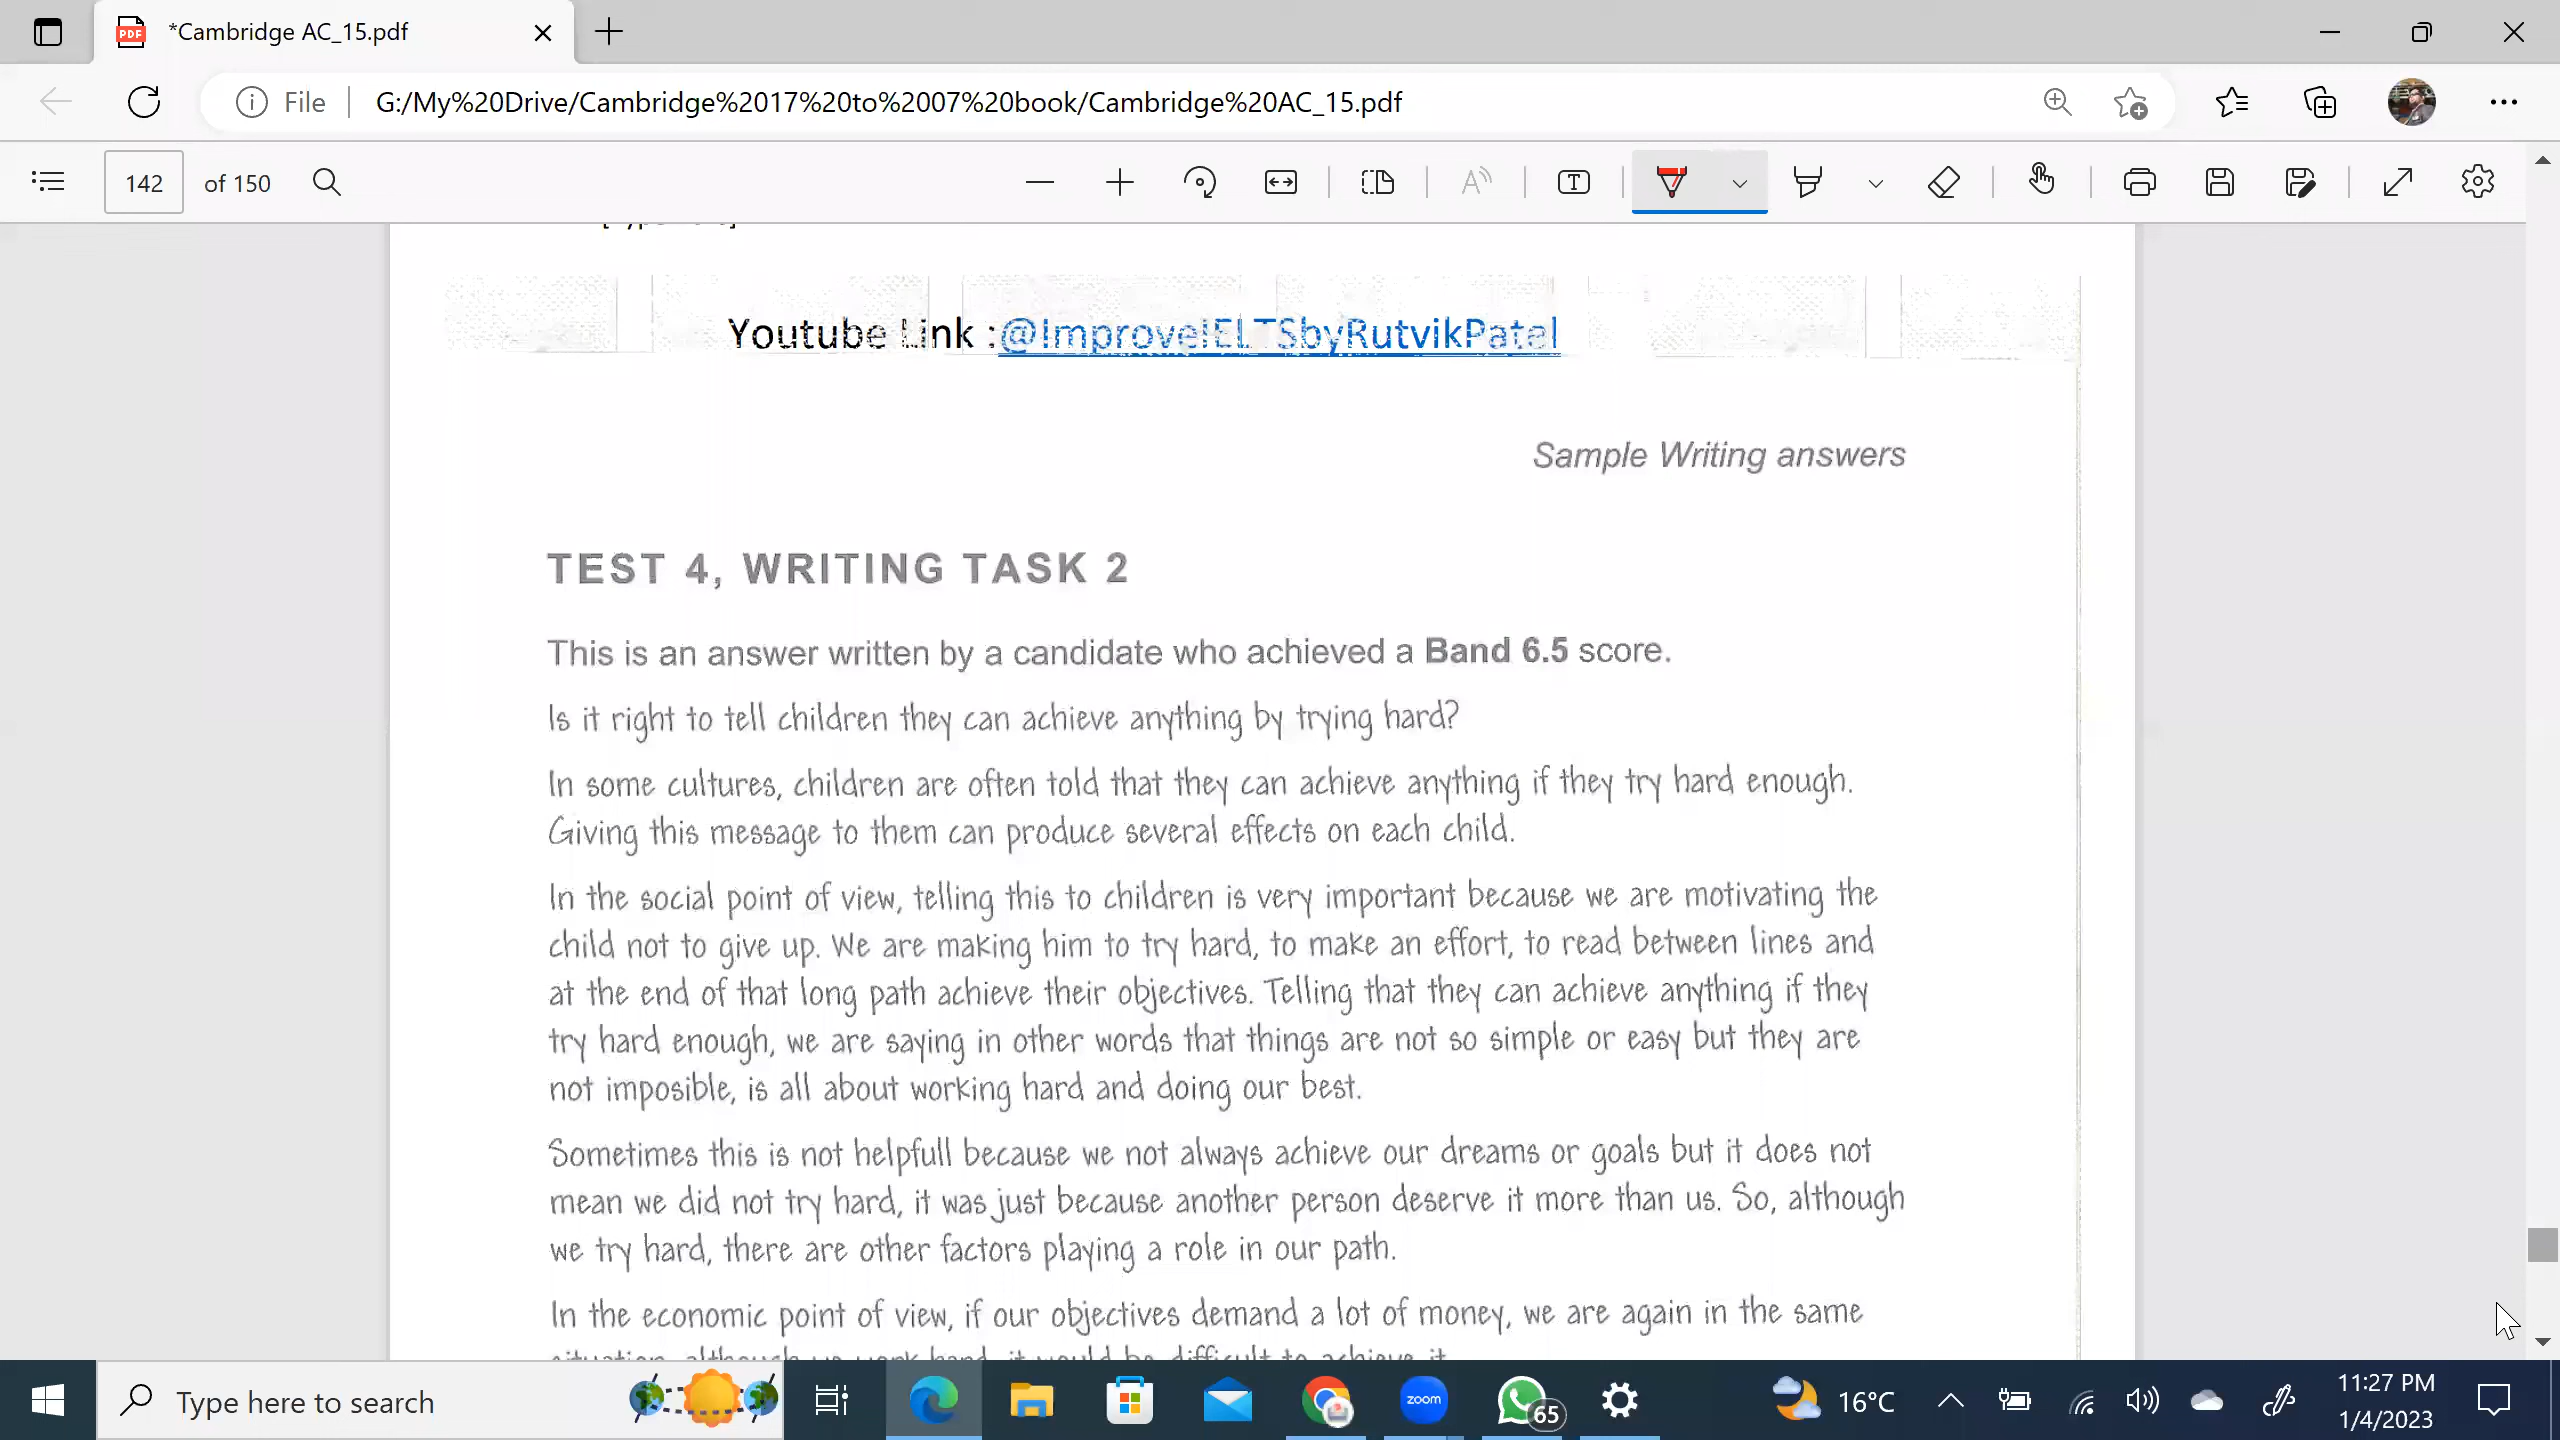 *Cambridge AC_15.pdf
File
G:/My%20Drive/Cambridge%2017%20to%2007%20book/Cambridge%20AC_15.pdf
142 of 150
Youtube Link :@ImproveIELTSbyRutvikPatel
Sample Writing answers
TEST 4, WRITING TASK 2
This is an answer written by a candidate who achieved a Band 6.5 score.
Is it right to tell children they can achieve anything by trying hard?
In some cultures, children are often told that they can achieve anything if they try hard enough.
Giving this message to them can produce several effects on each child.
In the social point of view, telling this to children is very important because we are motivating the
child not to give up. We are making him to try hard, to make an effort, to read between lines and
at the end of that long path achieve their objectives. Telling that they can achieve anything if they
try hard enough, we are saying in other words that things are not so simple or easy but they are
not imposible, is all about working hard and doing our best.
Sometimes this is not helpfull because we not always achieve our dreams or goals but it does not
mean we did not try hard, it was just because another person deserve it more than us. So, although
we try hard, there are other factors playing a role in our path.
In the economic point of view, if our objectives demand a lot of money, we are again in the same
situation, although we work hard, it would be difficult to achieve it.
Type here to search
zoom
65
16°C
11:27 PM
1/4/2023